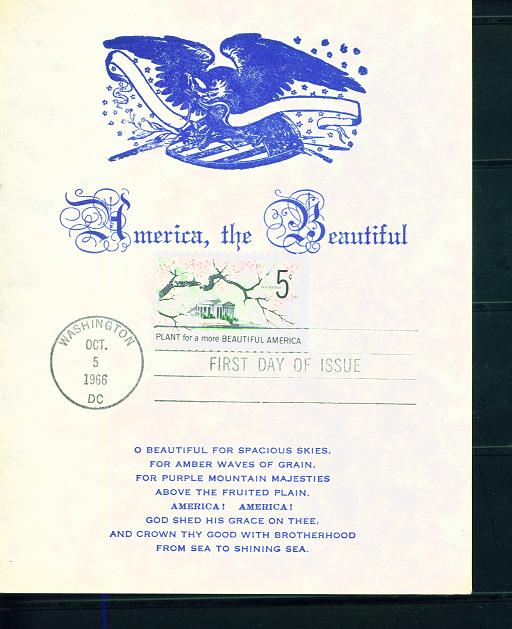 America, the Beautiful
5c
PLANT for a more BEAUTIFUL AMERICA
WASHINGTON
OCT.
5
1966
DC
FIRST DAY OF ISSUE
O BEAUTIFUL FOR SPACIOUS SKIES,
FOR AMBER WAVES OF GRAIN,
FOR PURPLE MOUNTAIN MAJESTIES
ABOVE THE FRUITED PLAIN.
AMERICA! AMERICA!
GOD SHED HIS GRACE ON THEE,
AND CROWN THY GOOD WITH BROTHERHOOD
FROM SEA TO SHINING SEA.